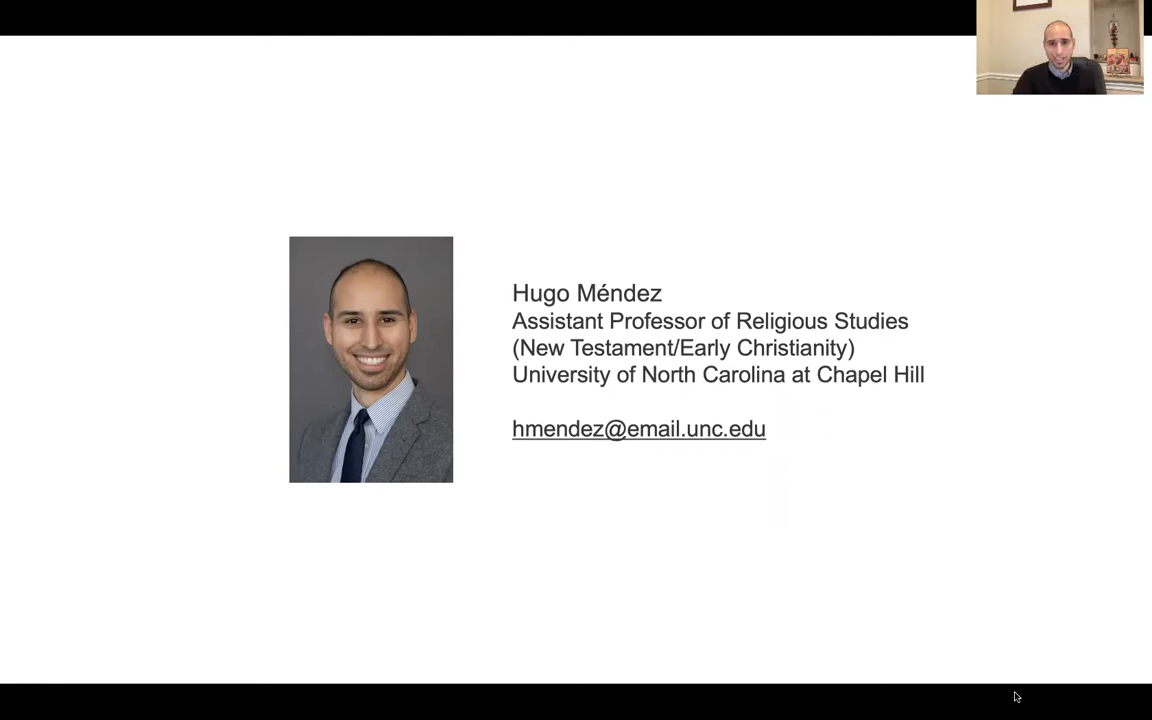 Hugo Méndez
Assistant Professor of Religious Studies
(New Testament/Early Christianity)
University of North Carolina at Chapel Hill
hmendez@email.unc.edu